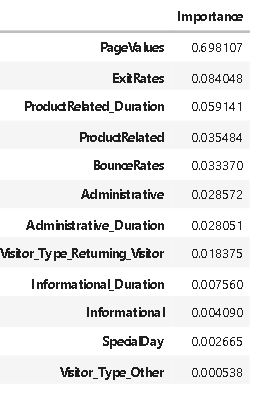 Importance
PageValues 0.698107
ExitRates 0.084048
ProductRelated_Duration 0.059141
ProductRelated 0.035484
BounceRates 0.033370
Administrative 0.028572
Administrative_Duration 0.028051
Visitor_Type_Returning_Visitor 0.018375
Informational_Duration 0.007560
Informational 0.004090
SpecialDay 0.002665
Visitor_Type_Other 0.000538